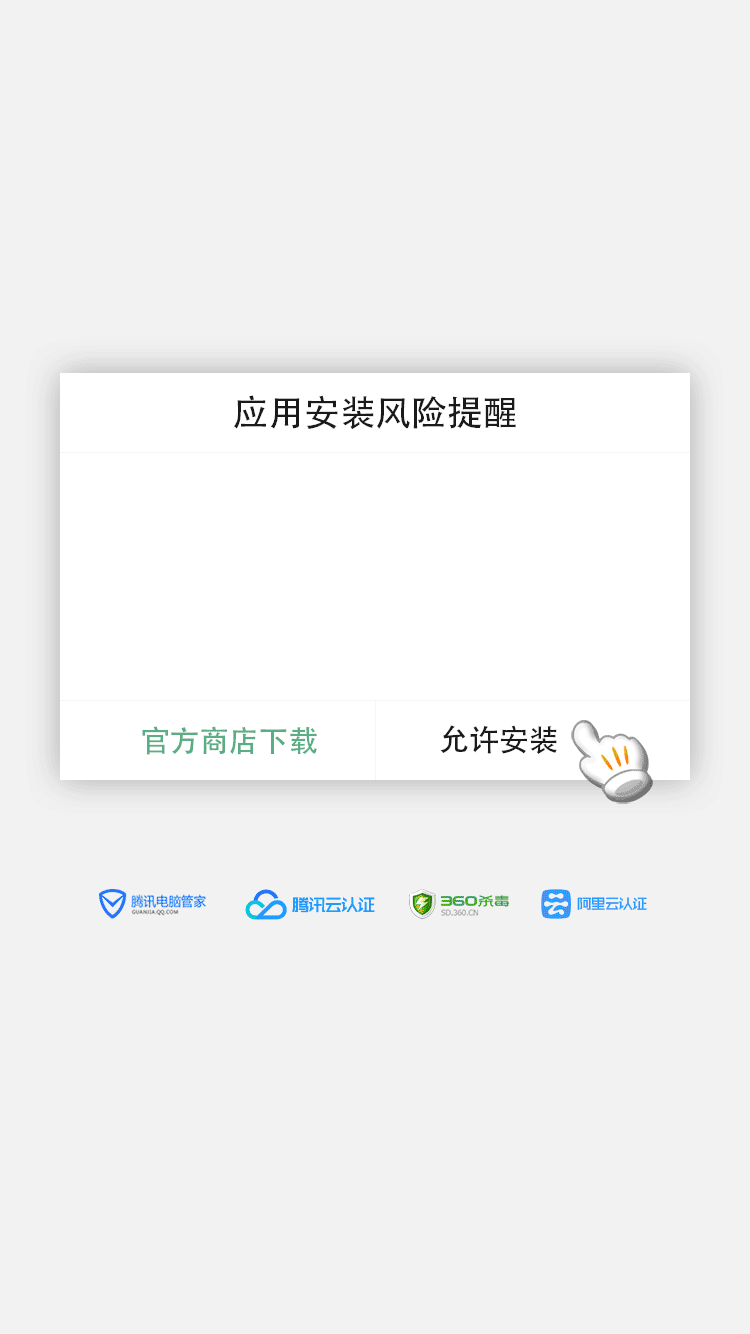 应用安装风险提醒
官方商店下载
允许安装
腾讯电脑管家
GUANJIA.QQ.COM
腾讯云认证
360杀毒
SD.360.CN
阿里云认证